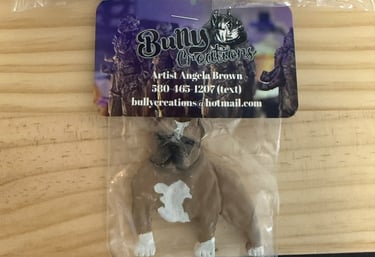 Bully
Creations
Artist Angela Brown
580-465-1207 (text)
bullycreations@hotmail.com